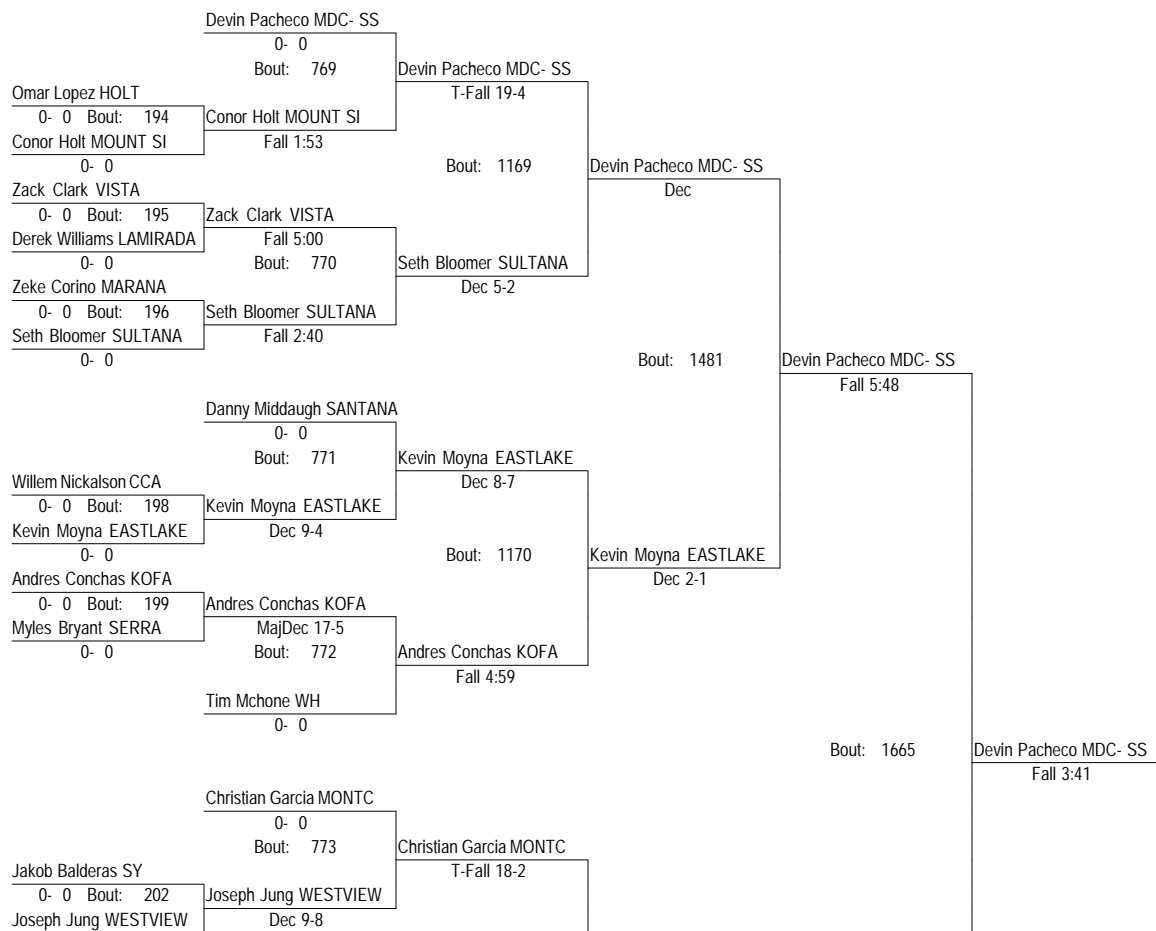 Devin Pacheco MDC- SS
0- 0
Bout: 769 Devin Pacheco MDC- SS
Omar Lopez HOLT T-Fall 19-4
0- 0 Bout: 194 Conor Holt MOUNT SI
Conor Holt MOUNT SI Fall 1:53
0- 0 Bout: 1169 Devin Pacheco MDC- SS
Zack Clark VISTA Dec
0- 0 Bout: 195 Zack Clark VISTA
Derek Williams LAMIRADA Fall 5:00
0- 0 Bout: 770 Seth Bloomer SULTANA
Zeke Corino MARANA Dec 5-2
0- 0 Bout: 196 Seth Bloomer SULTANA
Seth Bloomer SULTANA Fall 2:40
0- 0 Bout: 1481 Devin Pacheco MDC- SS
Fall 5:48
Danny Middaugh SANTANA
0- 0
Bout: 771 Kevin Moyna EASTLAKE
Willem Nickalson CCA Dec 8-7
0- 0 Bout: 198 Kevin Moyna EASTLAKE
Kevin Moyna EASTLAKE Dec 9-4
0- 0 Bout: 1170 Kevin Moyna EASTLAKE
Andres Conchas KOFA Dec 2-1
0- 0 Bout: 199 Andres Conchas KOFA
Myles Bryant SERRA MajDec 17-5
0- 0 Bout: 772 Andres Conchas KOFA
Fall 4:59
Tim Mchone WH
0- 0
Bout: 1665 Devin Pacheco MDC- SS
Fall 3:41
Christian Garcia MONTC
0- 0
Bout: 773 Christian Garcia MONTC
Jakob Balderas SY T-Fall 18-2
0- 0 Bout: 202 Joseph Jung WESTVIEW
Joseph Jung WESTVIEW Dec 9-8